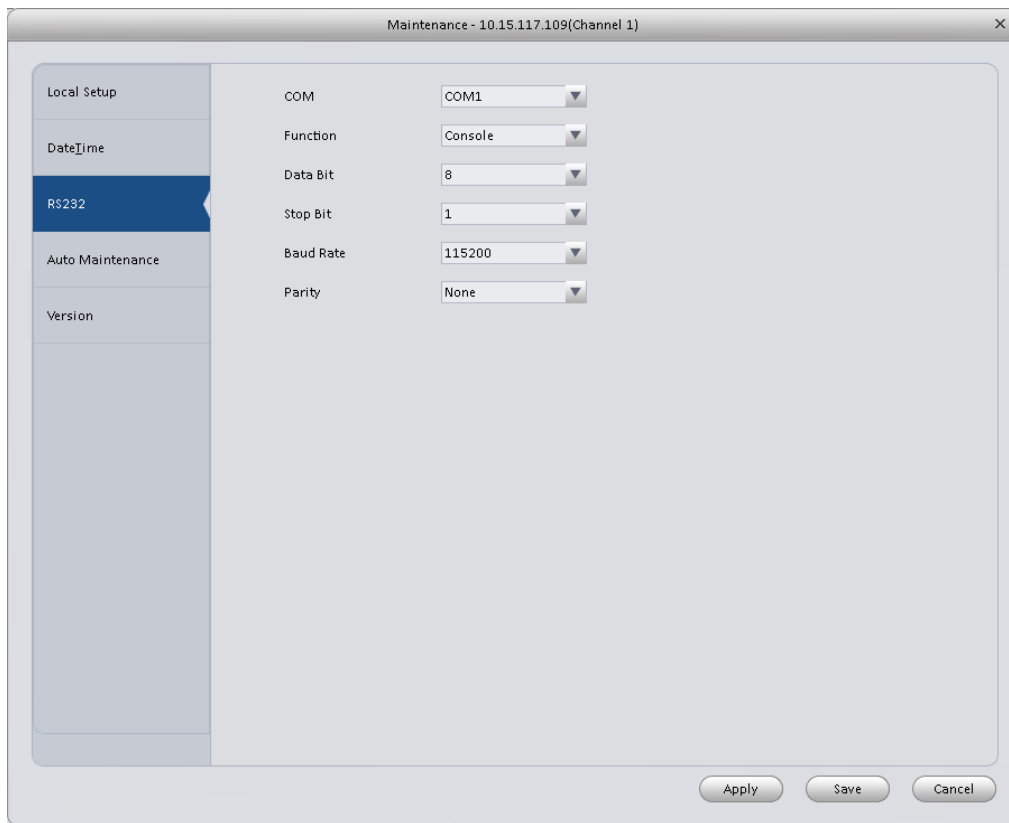 Maintenance - 10.15.117.109(Channel 1)
Local Setup
DateTime
RS232
Auto Maintenance
Version
COM COM1
Function Console
Data Bit 8
Stop Bit 1
Baud Rate 115200
Parity None
Apply Save Cancel